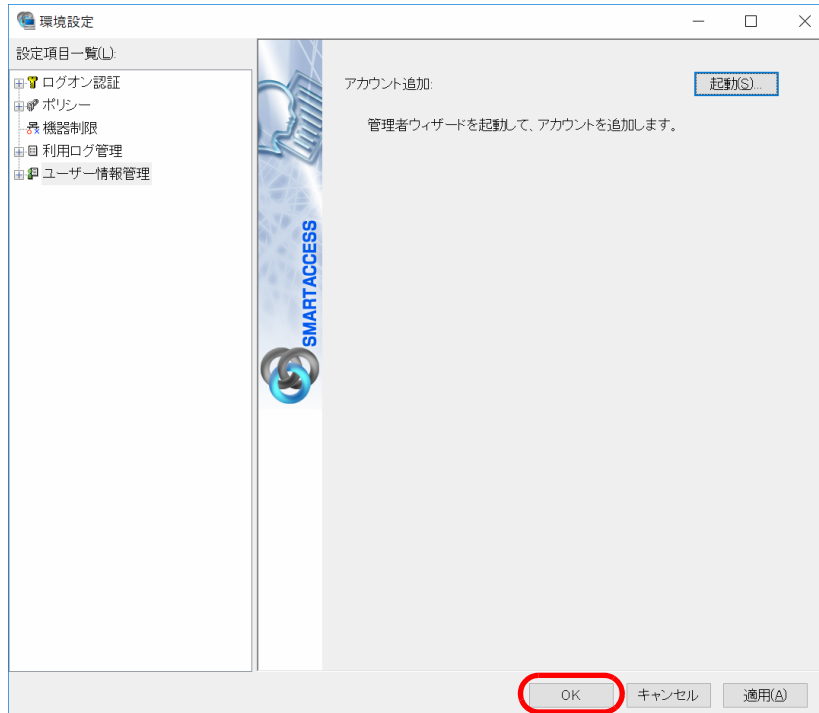 環境設定
設定項目一覧(L):
ログオン認証
ポリシー
機器制限
利用ログ管理
ユーザー情報管理
SMARTACCESS
アカウント追加:
起動(S)...
管理者ウィザードを起動して、アカウントを追加します。
OK
キャンセル
適用(A)